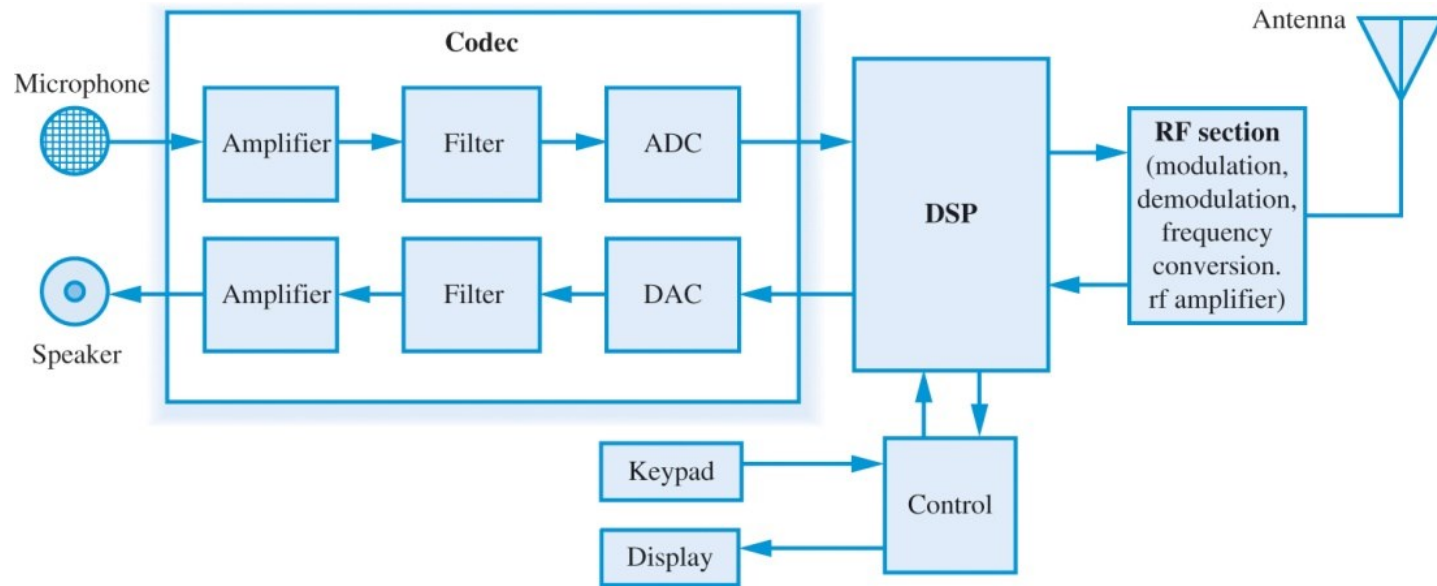 Codec
Antenna
Microphone
Amplifier
Filter
ADC
DSP
RF section
(modulation,
demodulation,
frequency
conversion.
rf amplifier)
Amplifier
Filter
DAC
Speaker
Keypad
Control
Display